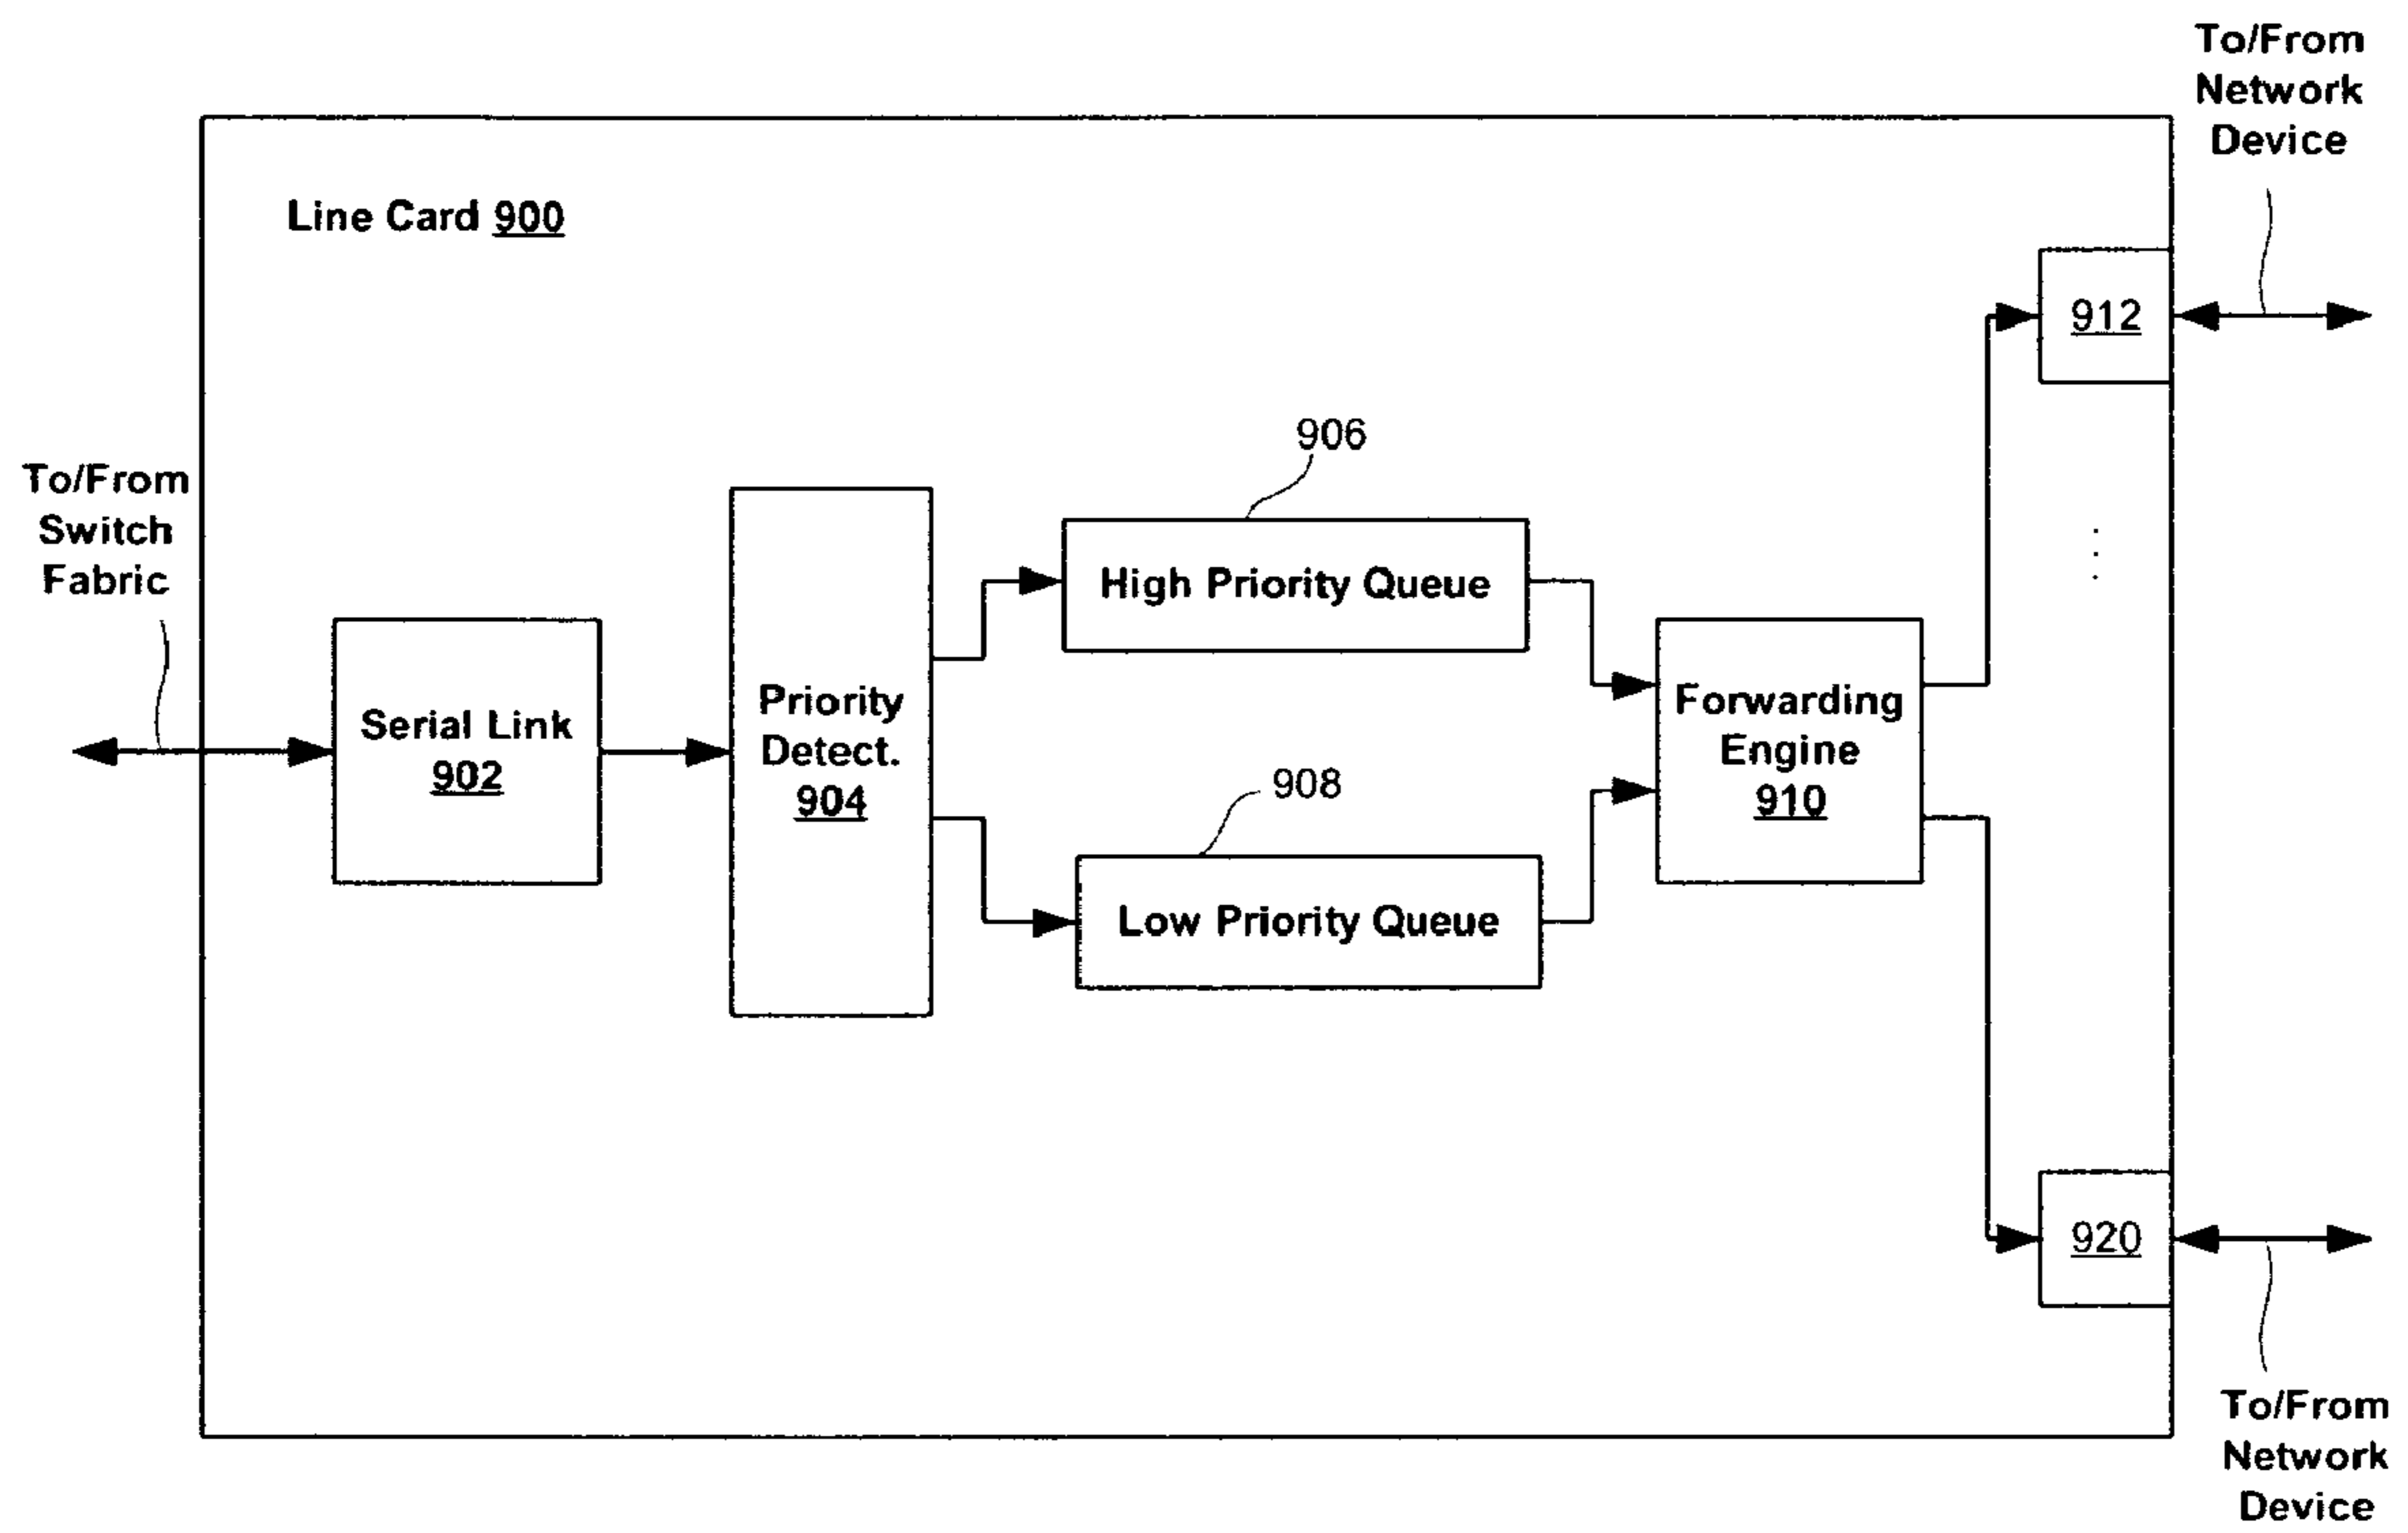 To/From
Network
Device
Line Card 900
912
906
To/From
Switch
Fabric
High Priority Queue
Serial Link
902
Priority
Detect.
904
Forwarding
Engine
910
908
Low Priority Queue
920
To/From
Network
Device